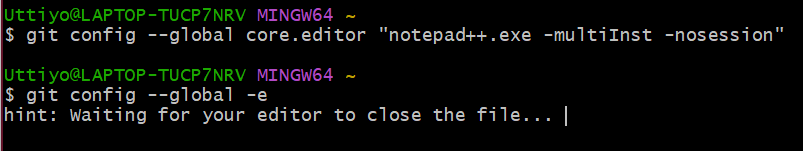 Uttiyo@LAPTOP-TUCP7NRV MINGW64 ~
$ git config --global core.editor "notepad++.exe -multiInst -nosession"
Uttiyo@LAPTOP-TUCP7NRV MINGW64 ~
$ git config --global -e
hint: Waiting for your editor to close the file...